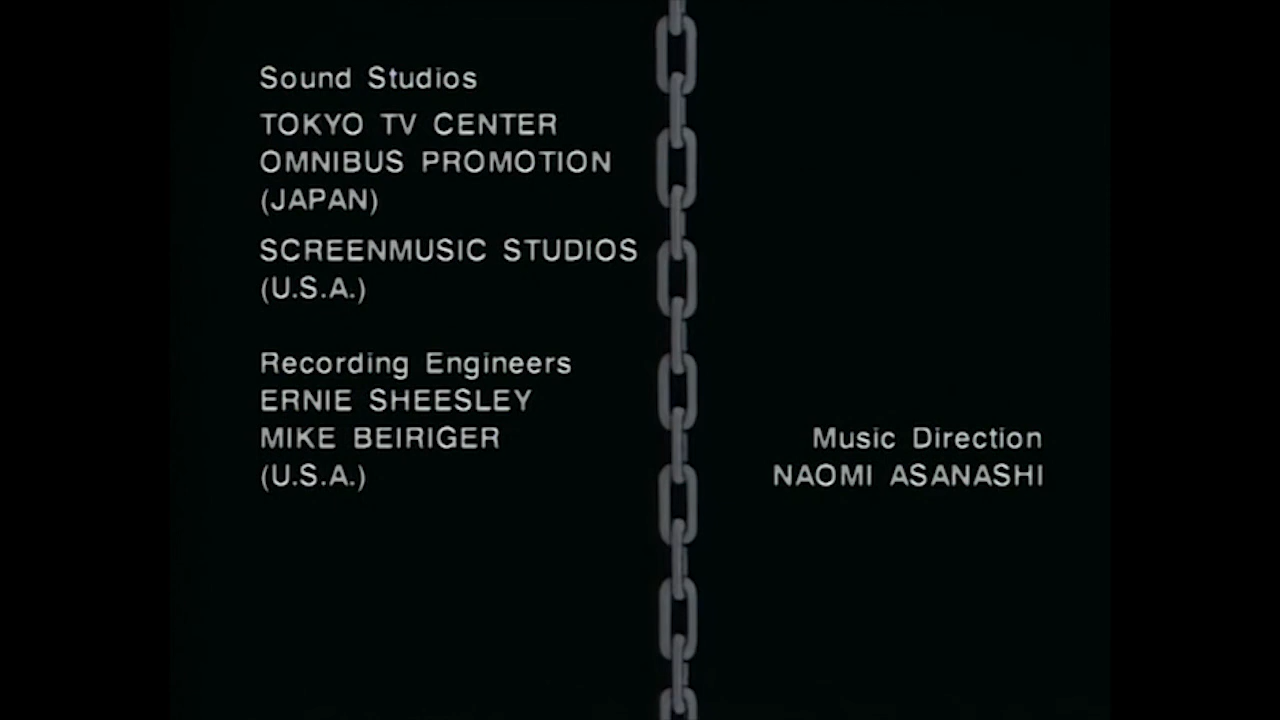 Sound Studios
TOKYO TV CENTER
OMNIBUS PROMOTION
(JAPAN)
SCREENMUSIC STUDIOS
(U.S.A.)
Recording Engineers
ERNIE SHEESLEY
MIKE BEIRIGER
(U.S.A.)
Music Direction
NAOMI ASANASHI